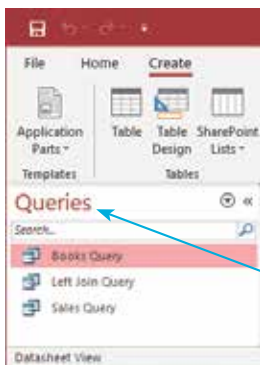 File Home Create
Application Parts Table Table Design SharePoint Lists
Templates Tables
Queries
Search...
Books Query
Left Join Query
Sales Query
Datasheet View